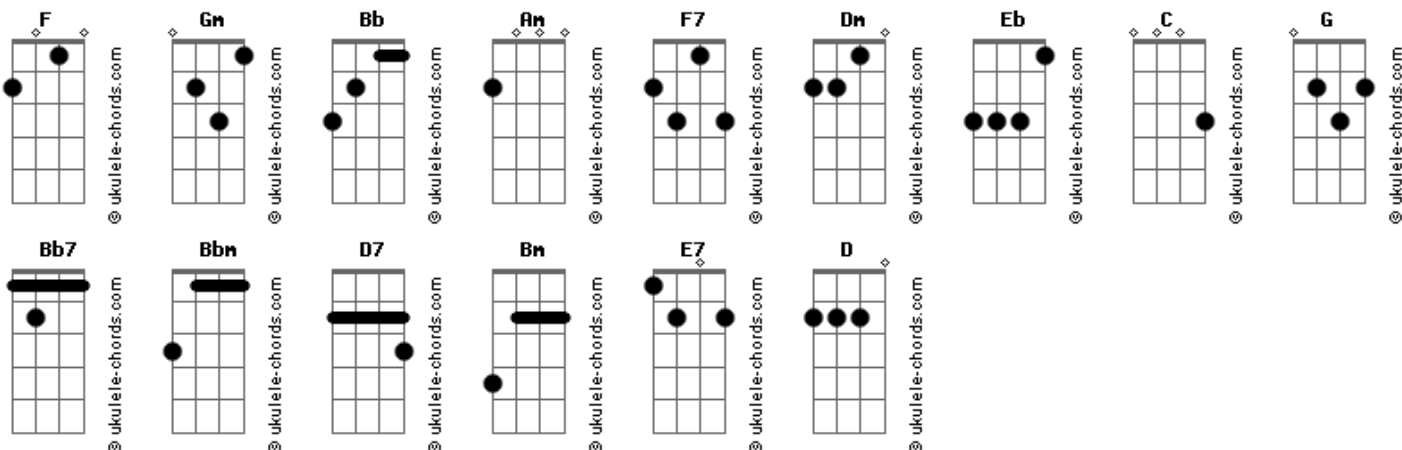 F Gm Bb Am F7 Dm Eb C G
© ukulele-chords.com © ukulele-chords.com © ukulele-chords.com © ukulele-chords.com © ukulele-chords.com © ukulele-chords.com © ukulele-chords.com © ukulele-chords.com © ukulele-chords.com
Bb7 Bbm D7 Bm E7 D
© ukulele-chords.com © ukulele-chords.com © ukulele-chords.com © ukulele-chords.com © ukulele-chords.com © ukulele-chords.com